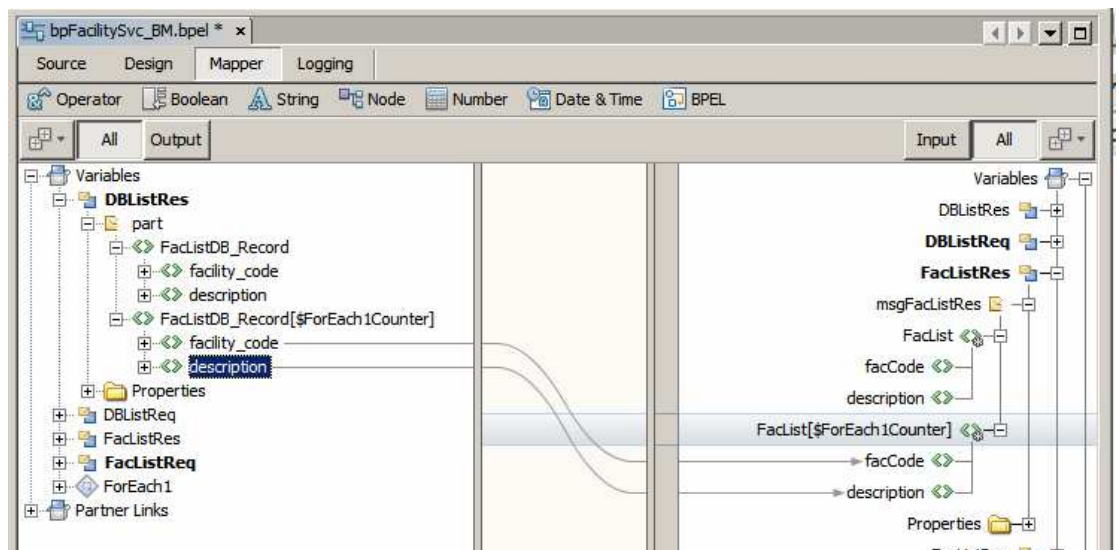 bpFacilitySvc_BM.bpel * x
Source Design Mapper Logging
Operator Boolean String Node Number Date & Time BPEL
All Output Input All
Variables
DBListRes
part
FacListDB_Record
facility_code
description
FacListDB_Record[$ForEach1Counter]
facility_code
description
Properties
DBListReq
FacListRes
FacListReq
ForEach1
Partner Links
Variables
DBListRes
DBListReq
FacListRes
msgFacListRes
FacList
facCode
description
FacList[$ForEach1Counter]
facCode
description
Properties